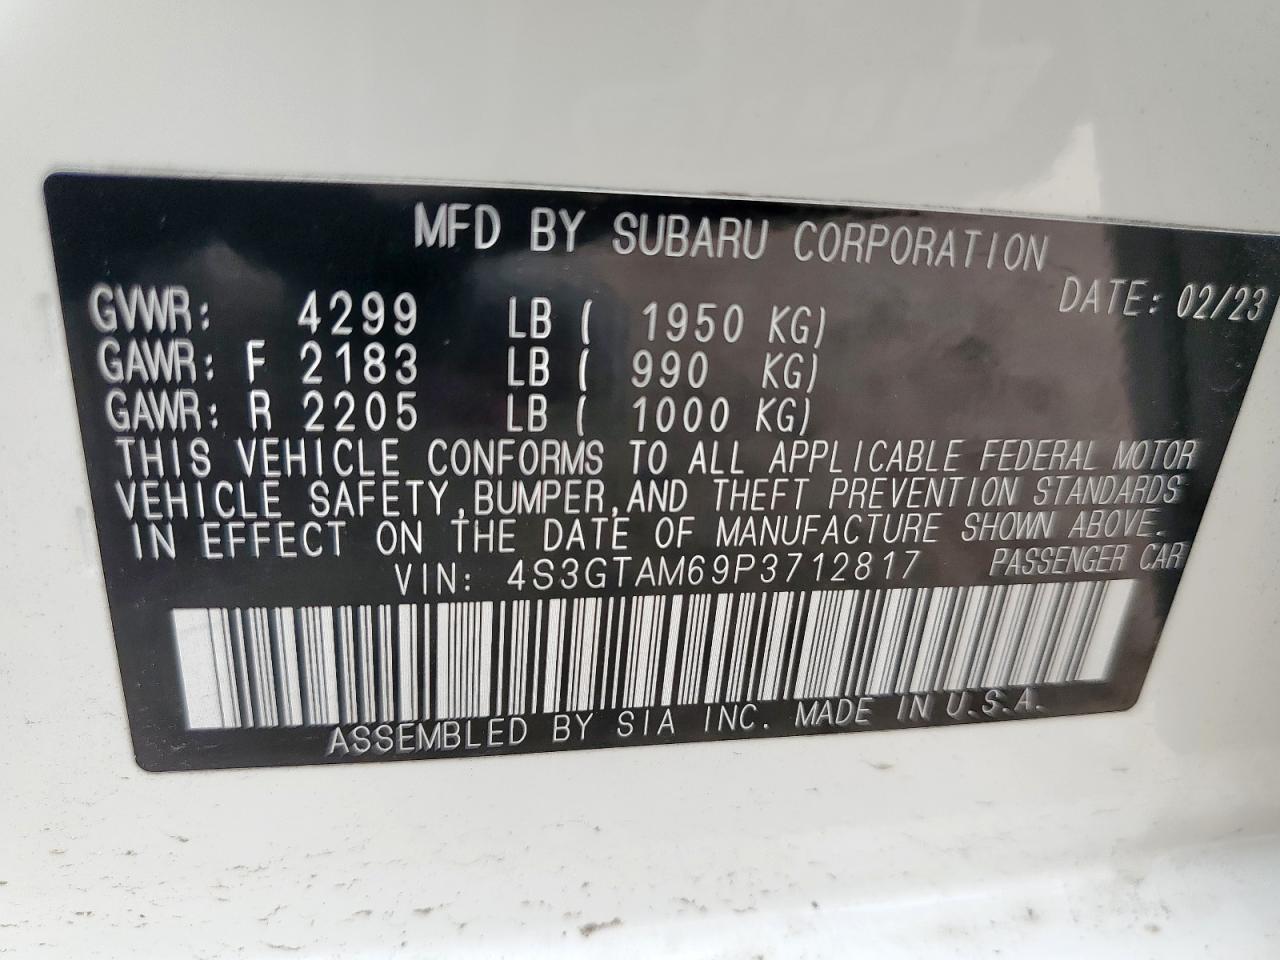 MFD BY SUBARU CORPORATION
DATE: 02/23
GVWR: 4299 LB ( 1950 KG)
GAWR: F 2183 LB ( 990 KG)
GAWR: R 2205 LB ( 1000 KG)
THIS VEHICLE CONFORMS TO ALL APPLICABLE FEDERAL MOTOR
VEHICLE SAFETY,BUMPER,AND THEFT PREVENTION STANDARDS
IN EFFECT ON THE DATE OF MANUFACTURE SHOWN ABOVE.
VIN: 4S3GTAM69P3712817 PASSENGER CAR
ASSEMBLED BY SIA INC. MADE IN U.S.A.